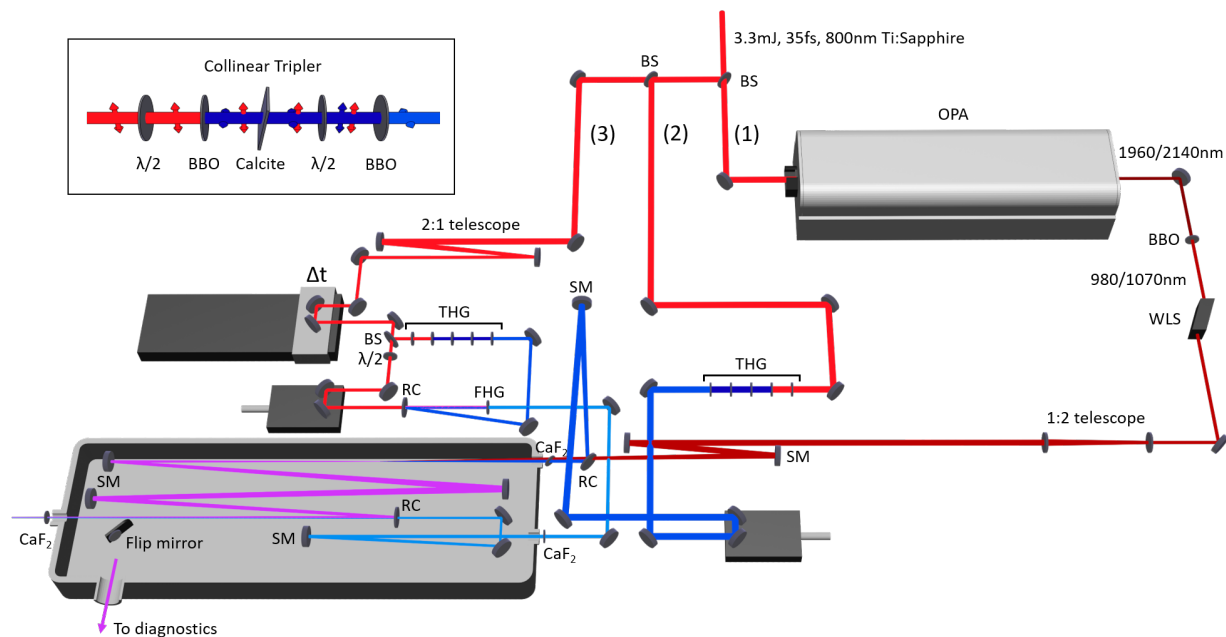 3.3mJ, 35fs, 800nm Ti:Sapphire
Collinear Tripler
λ/2
BBO
Calcite
λ/2
BBO
BS
BS
(3)
(2)
(1)
OPA
1960/2140nm
BBO
980/1070nm
WLS
2:1 telescope
Δt
SM
THG
BS
λ/2
RC
FHG
THG
1:2 telescope
CaF₂
RC
SM
SM
RC
SM
CaF₂
Flip mirror
CaF₂
To diagnostics